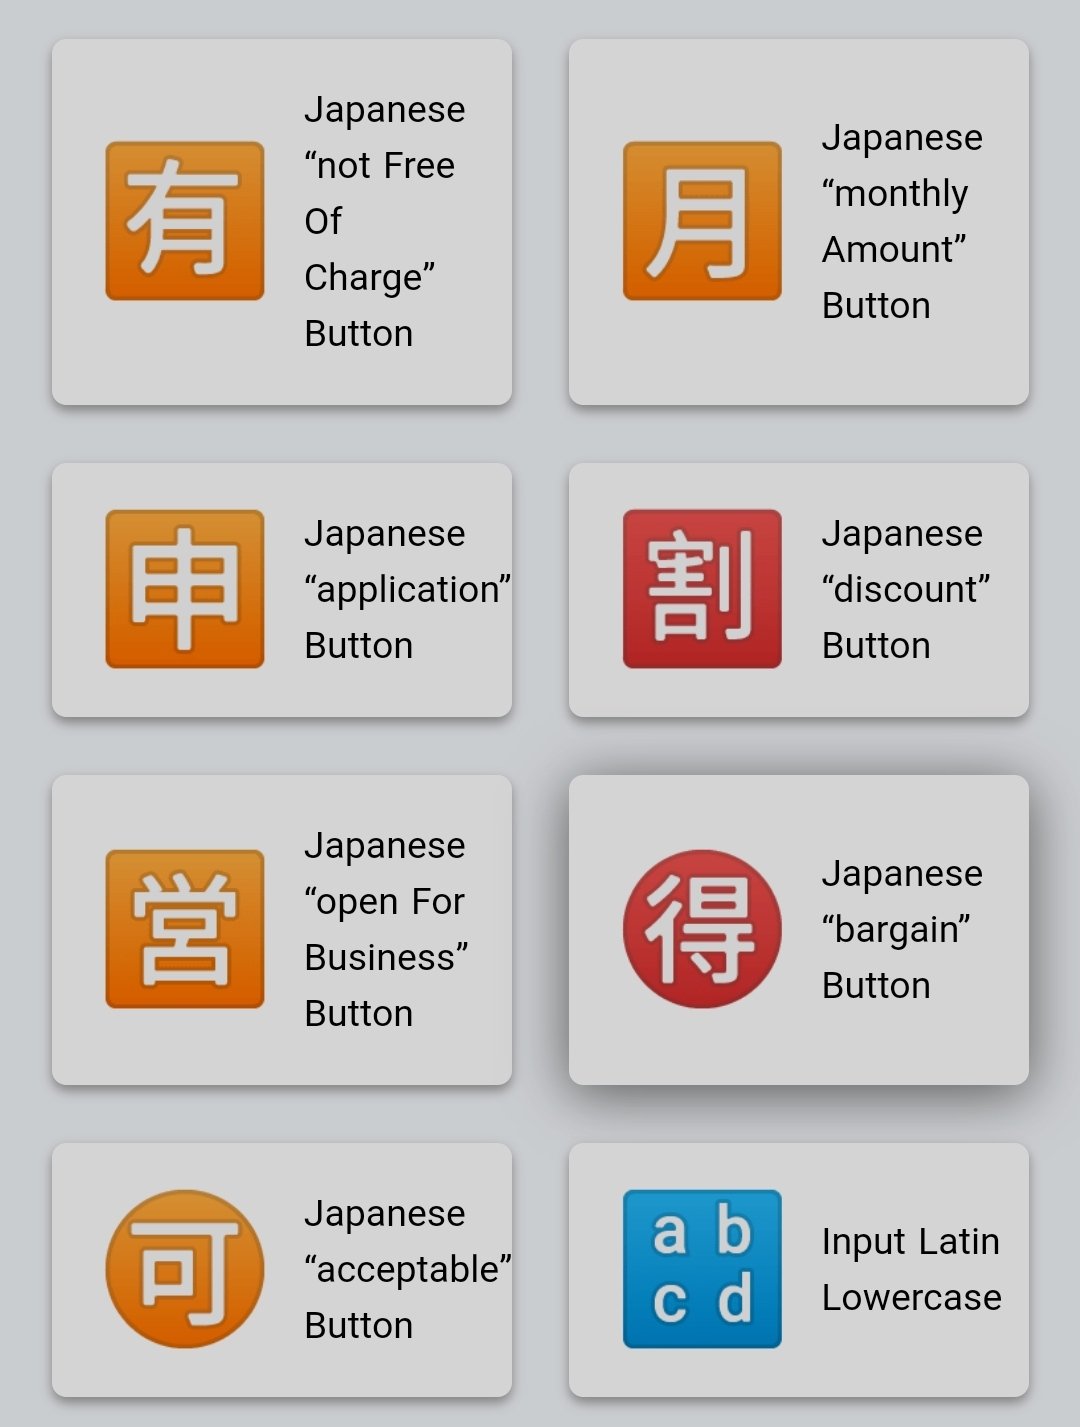 有
Japanese
“not Free
Of
Charge”
Button
月
Japanese
“monthly
Amount”
Button
申
Japanese
“application”
Button
割
Japanese
“discount”
Button
営
Japanese
“open For
Business”
Button
得
Japanese
“bargain”
Button
可
Japanese
“acceptable”
Button
a b
c d
Input Latin
Lowercase